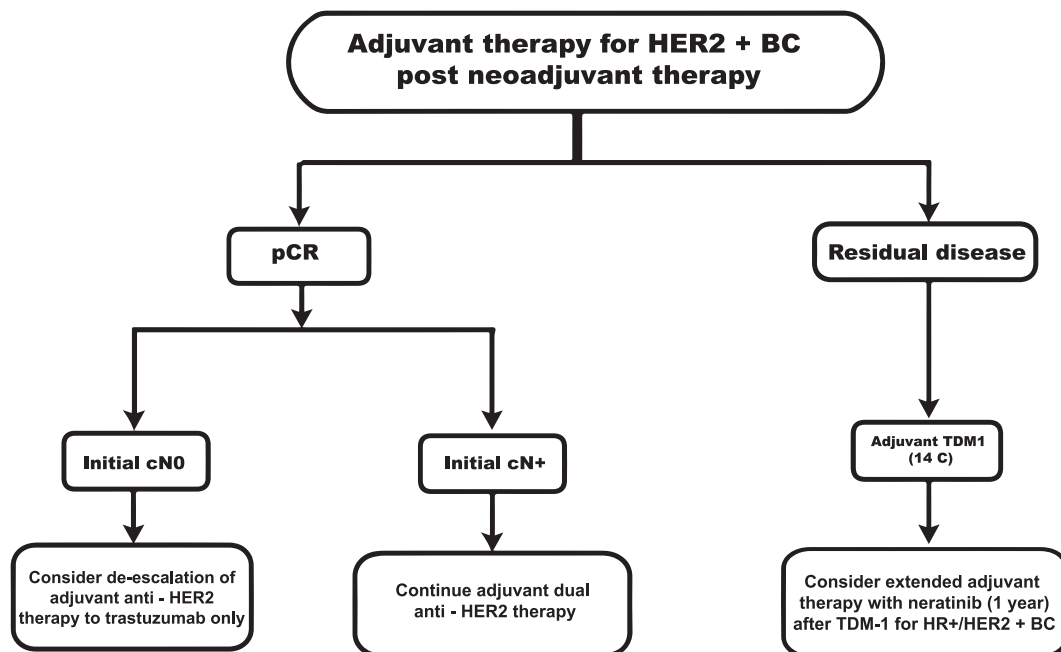 Adjuvant therapy for HER2 + BC
post neoadjuvant therapy
pCR
Residual disease
Initial cN0
Initial cN+
Adjuvant TDM1
(14 C)
Consider de-escalation of
adjuvant anti - HER2
therapy to trastuzumab only
Continue adjuvant dual
anti - HER2 therapy
Consider extended adjuvant
therapy with neratinib (1 year)
after TDM-1 for HR+/HER2 + BC